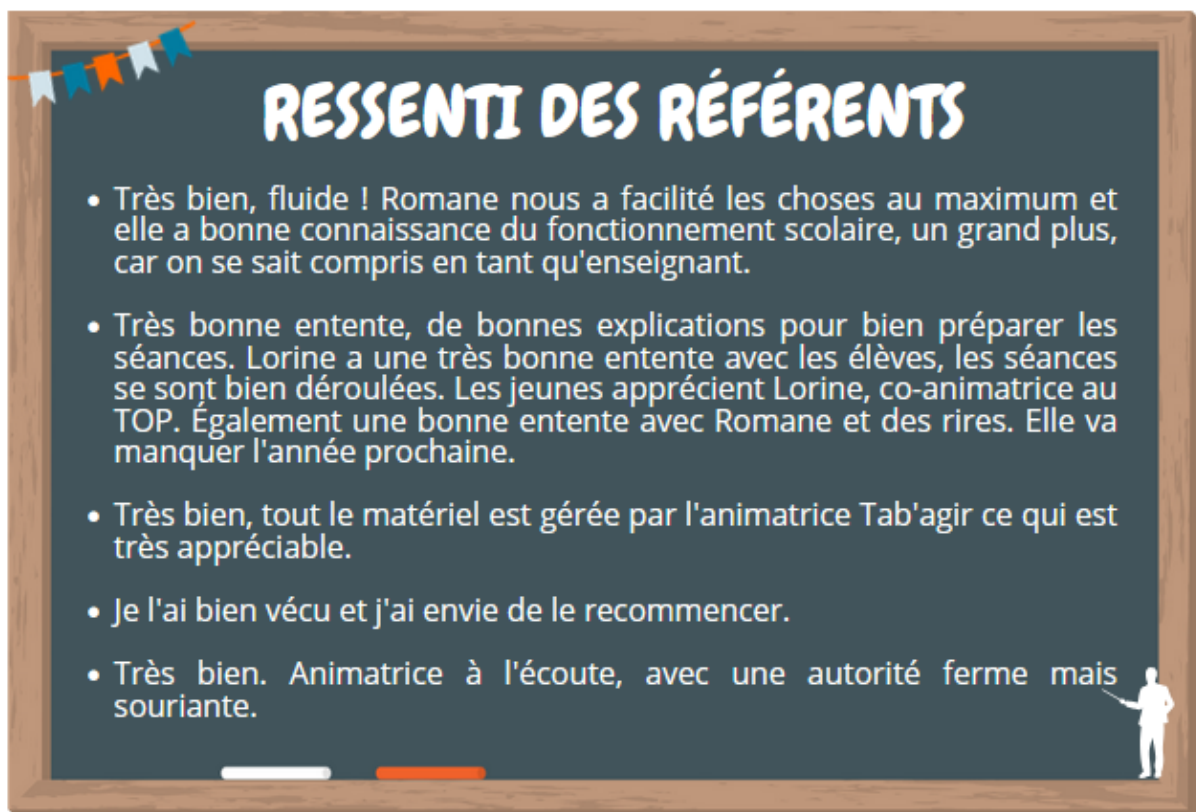 RESSENTI DES RÉFÉRENTS
• Très bien, fluide ! Romane nous a facilité les choses au maximum et
elle a bonne connaissance du fonctionnement scolaire, un grand plus,
car on se sait compris en tant qu'enseignant.
• Très bonne entente, de bonnes explications pour bien préparer les
séances. Lorine a une très bonne entente avec les élèves, les séances
se sont bien déroulées. Les jeunes apprécient Lorine, co-animatrice au
TOP. Également une bonne entente avec Romane et des rires. Elle va
manquer l'année prochaine.
• Très bien, tout le matériel est gérée par l'animatrice Tab'agir ce qui est
très appréciable.
• Je l'ai bien vécu et j'ai envie de le recommencer.
• Très bien. Animatrice à l'écoute, avec une autorité ferme mais
souriante.